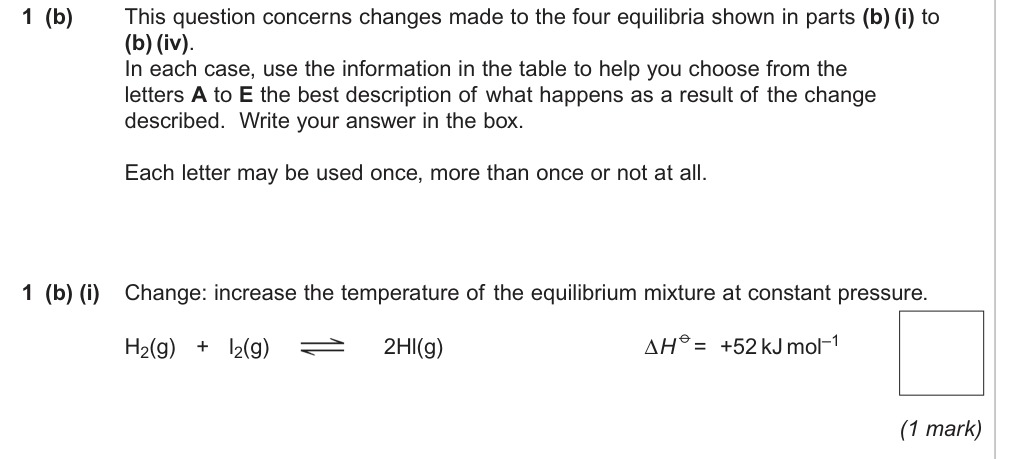 1 (b) This question concerns changes made to the four equilibria shown in parts (b) (i) to
(b) (iv).
In each case, use the information in the table to help you choose from the
letters A to E the best description of what happens as a result of the change
described. Write your answer in the box.
Each letter may be used once, more than once or not at all.
1 (b) (i) Change: increase the temperature of the equilibrium mixture at constant pressure.
H₂(g) + I₂(g) ⇌ 2HI(g) ΔH⦵ = +52 kJ mol⁻¹
(1 mark)